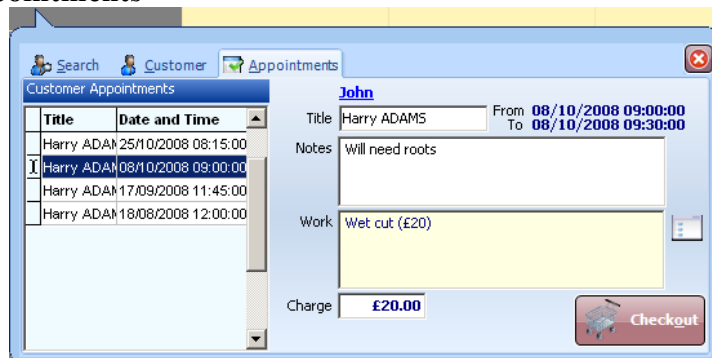 Search Customer Appointments
Customer Appointments
Title Date and Time
Harry ADAM 25/10/2008 08:15:00
Harry ADAM 08/10/2008 09:00:00
Harry ADAM 17/09/2008 11:45:00
Harry ADAM 18/08/2008 12:00:00
John
Title Harry ADAMS From 08/10/2008 09:00:00
To 08/10/2008 09:30:00
Notes Will need roots
Work Wet cut (£20)
Charge £20.00
Checkout